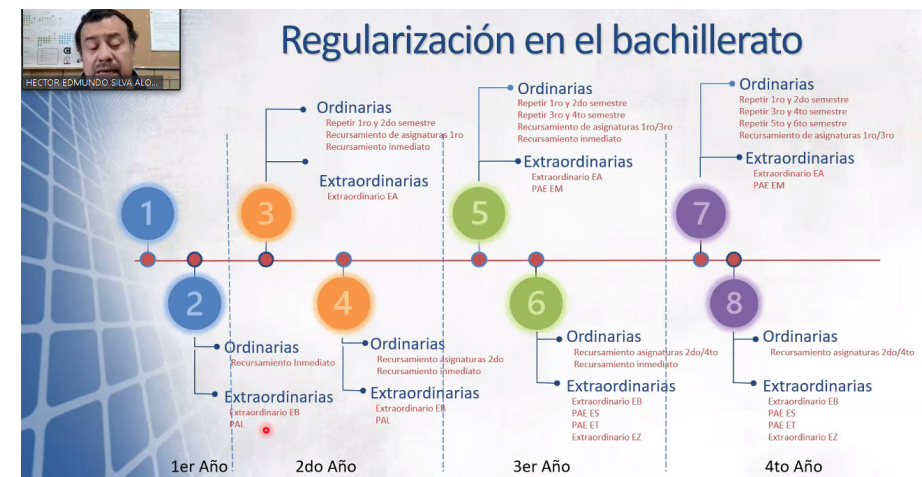 Regularización en el bachillerato
HECTOR EDMUNDO SILVA ALO...
1
Ordinarias
Repetir 1ro y 2do semestre
Recursamiento de asignaturas 1ro
Recursamiento inmediato
Extraordinarias
Extraordinario EA
3
Ordinarias
Repetir 1ro y 2do semestre
Repetir 3ro y 4to semestre
Recursamiento de asignaturas 1ro/3ro
Recursamiento inmediato
Extraordinarias
Extraordinario EA
PAE EM
5
Ordinarias
Repetir 1ro y 2do semestre
Repetir 3ro y 4to semestre
Repetir 5to y 6to semestre
Recursamiento de asignaturas 1ro/3ro
Extraordinarias
Extraordinario EA
PAE EM
7
2
Ordinarias
Recursamiento Inmediato
Extraordinarias
Extraordinario EB
PAL
4
Ordinarias
Recursamiento asignaturas 2do
Recursamiento inmediato
Extraordinarias
Extraordinario EB
PAL
6
Ordinarias
Recursamiento asignaturas 2do/4to
Recursamiento inmediato
Extraordinarias
Extraordinario EB
PAE ES
PAE ET
Extraordinario EZ
8
Ordinarias
Recursamiento asignaturas 2do/4to
Extraordinarias
Extraordinario EB
PAE ES
PAE ET
Extraordinario EZ
1er Año
2do Año
3er Año
4to Año